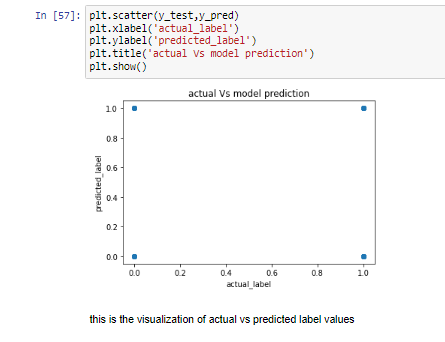 In [57]: plt.scatter(y_test,y_pred)
plt.xlabel('actual_label')
plt.ylabel('predicted_label')
plt.title('actual Vs model prediction')
plt.show()
actual Vs model prediction
1.0
0.8
0.6
0.4
0.2
0.0
predicted_label
0.0 0.2 0.4 0.6 0.8 1.0
actual_label
this is the visualization of actual vs predicted label values